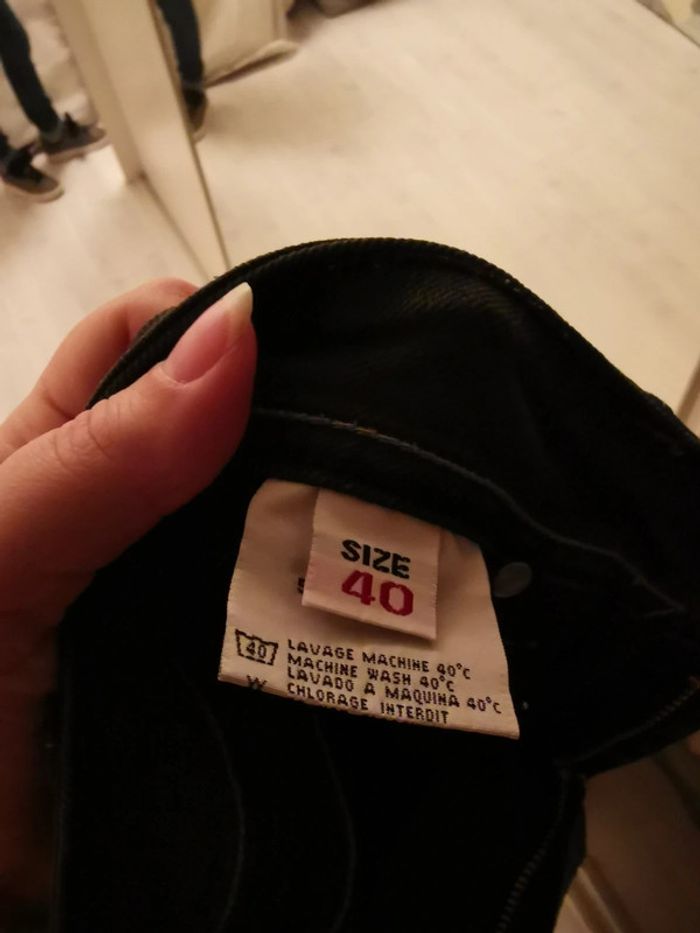 SIZE
40
40
LAVAGE MACHINE 40°C
MACHINE WASH 40°C
LAVADO A MAQUINA 40°C
CHLORAGE INTERDIT